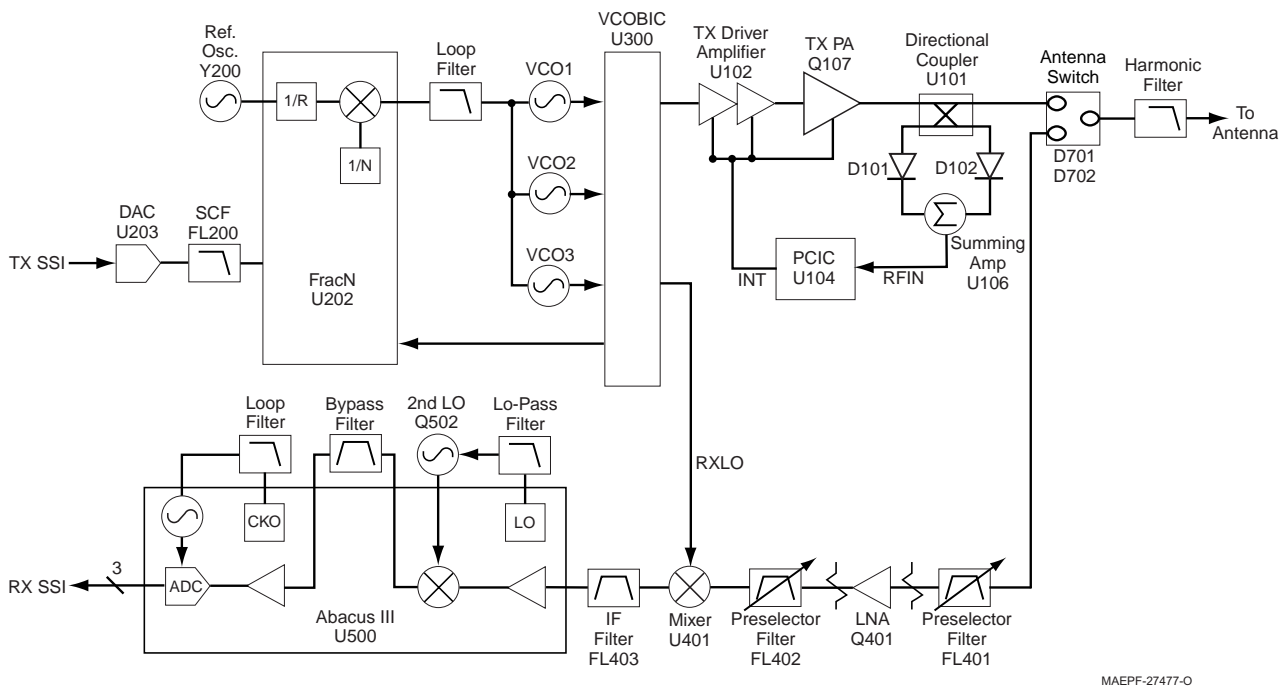 Ref.
Osc.
Y200
1/R
1/N
FracN
U202
Loop
Filter
VCO1
VCO2
VCO3
VCOBIC
U300
TX Driver
Amplifier
U102
TX PA
Q107
Directional
Coupler
U101
Antenna
Switch
D701
D702
Harmonic
Filter
To
Antenna
D101
D102
Σ
Summing
Amp
U106
RFIN
PCIC
U104
INT
TX SSI
DAC
U203
SCF
FL200
Loop
Filter
Bypass
Filter
2nd LO
Q502
Lo-Pass
Filter
RXLO
CKO
LO
3
RX SSI
ADC
Abacus III
U500
IF
Filter
FL403
Mixer
U401
Preselector
Filter
FL402
LNA
Q401
Preselector
Filter
FL401
MAEPF-27477-O